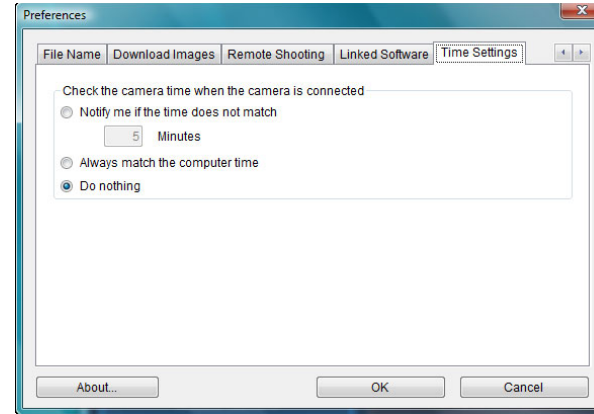 Preferences
File Name Download Images Remote Shooting Linked Software Time Settings
Check the camera time when the camera is connected
Notify me if the time does not match
5 Minutes
Always match the computer time
Do nothing
About... OK Cancel